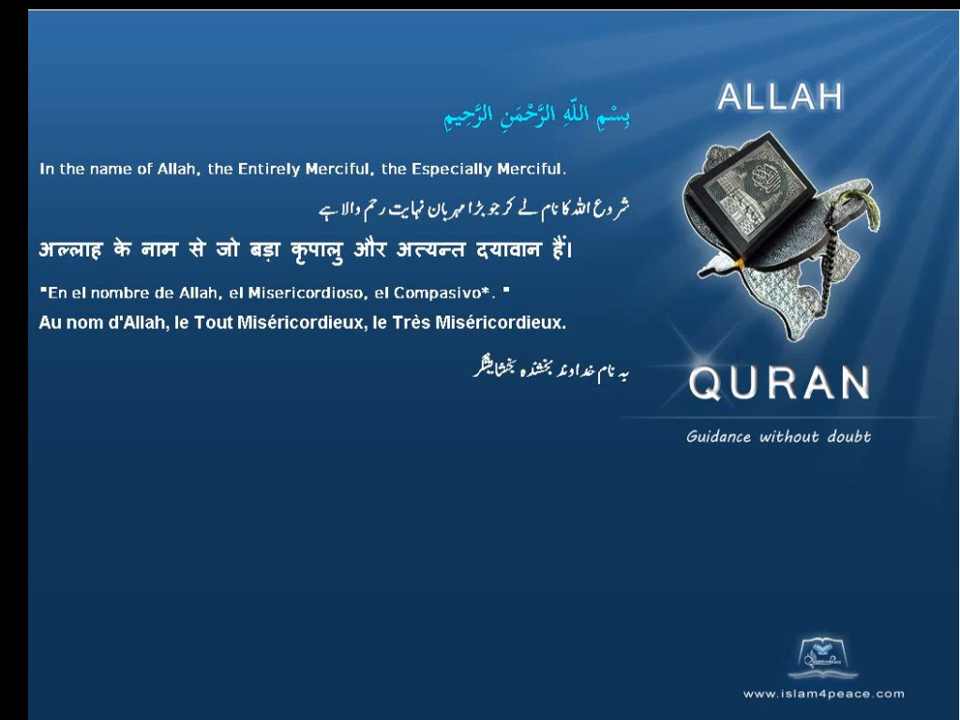 بِسْمِ اللَّهِ الرَّحْمَنِ الرَّحِيمِ
In the name of Allah, the Entirely Merciful, the Especially Merciful.
شروع الله کا نام لے کر جو بڑا مہربان نہایت رحم والا ہے
अल्लाह के नाम से जो बड़ा कृपालु और अत्यन्त दयावान हैं।
"En el nombre de Allah, el Misericordioso, el Compasivo*. "
Au nom d'Allah, le Tout Miséricordieux, le Très Miséricordieux.
به نام خداوند بخشنده بخشایشگر
ALLAH
QURAN
Guidance without doubt
www.islam4peace.com